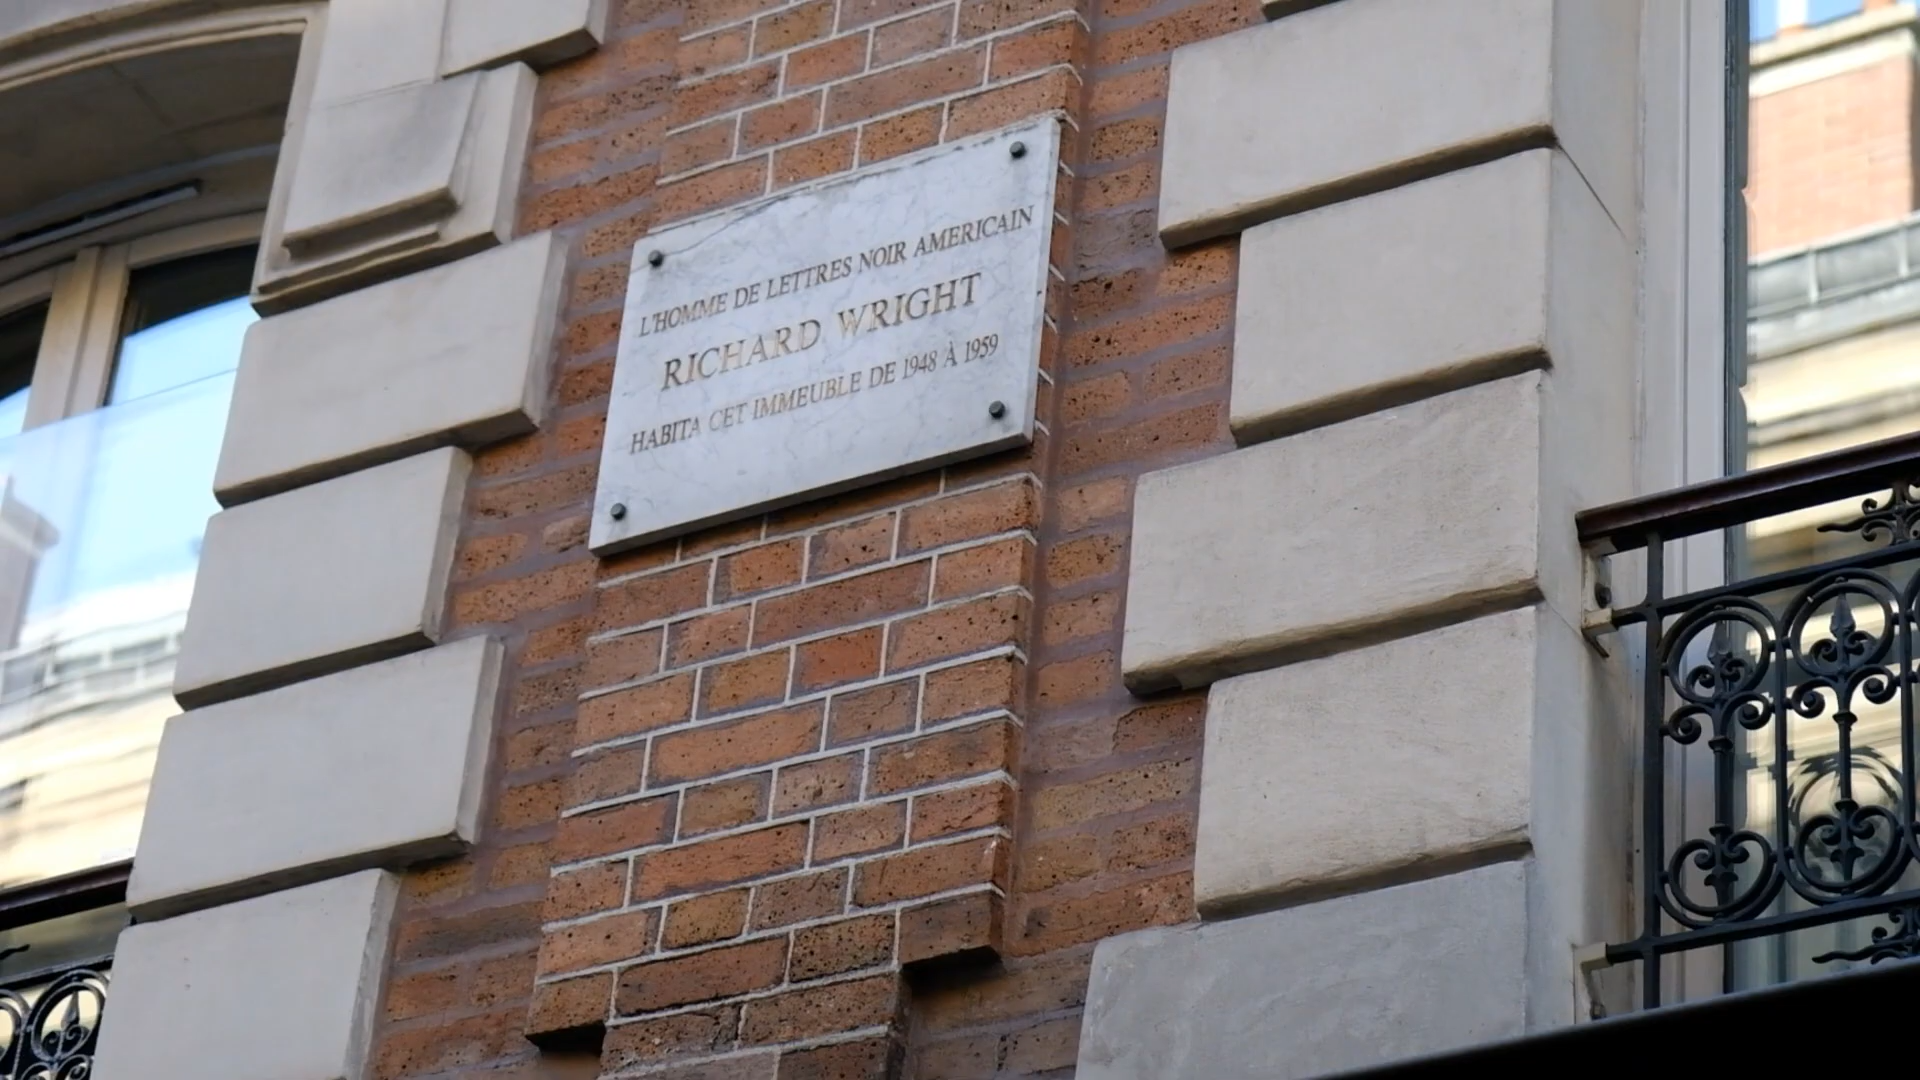 L'HOMME DE LETTRES NOIR AMERICAIN
RICHARD WRIGHT
HABITA CET IMMEUBLE DE 1948 À 1959